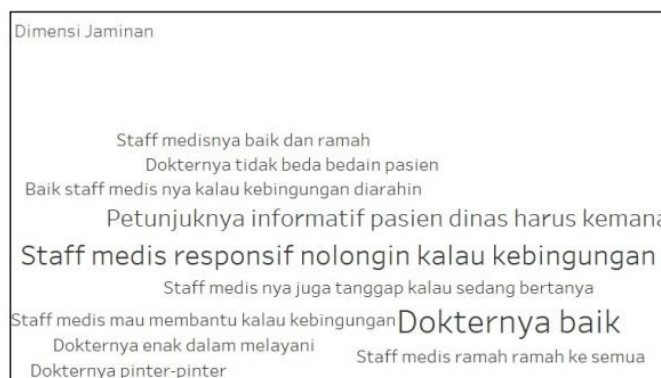 Dimensi Jaminan
Staff medisnya baik dan ramah
Dokternya tidak beda bedain pasien
Baik staff medis nya kalau kebingungan diarahin
Petunjuknya informatif pasien dinas harus kemana
Staff medis responsif nolongin kalau kebingungan
Staff medis nya juga tanggap kalau sedang bertanya
Staff medis mau membantu kalau kebingungan
Dokternya baik
Dokternya enak dalam melayani
Staff medis ramah ramah ke semua
Dokternya pinter-pinter